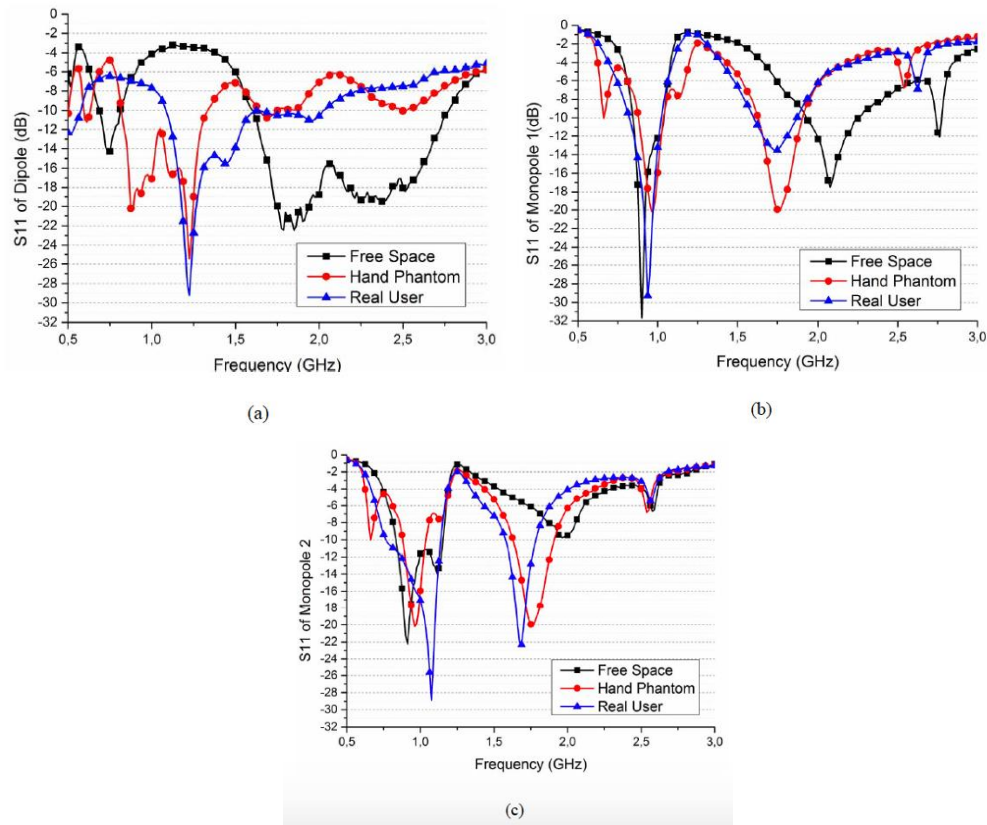 S11 of Dipole (dB)
0
-2
-4
-6
-8
-10
-12
-14
-16
-18
-20
-22
-24
-26
-28
-30
-32
Free Space
Hand Phantom
Real User
0,5 1,0 1,5 2,0 2,5 3,0
Frequency (GHz)
(a)
S11 of Monopole 1(dB)
0
-2
-4
-6
-8
-10
-12
-14
-16
-18
-20
-22
-24
-26
-28
-30
-32
Free Space
Hand Phantom
Real User
0,5 1,0 1,5 2,0 2,5 3,0
Frequency (GHz)
(b)
S11 of Monopole 2
0
-2
-4
-6
-8
-10
-12
-14
-16
-18
-20
-22
-24
-26
-28
-30
-32
Free Space
Hand Phantom
Real User
0,5 1,0 1,5 2,0 2,5 3,0
Frequency (GHz)
(c)